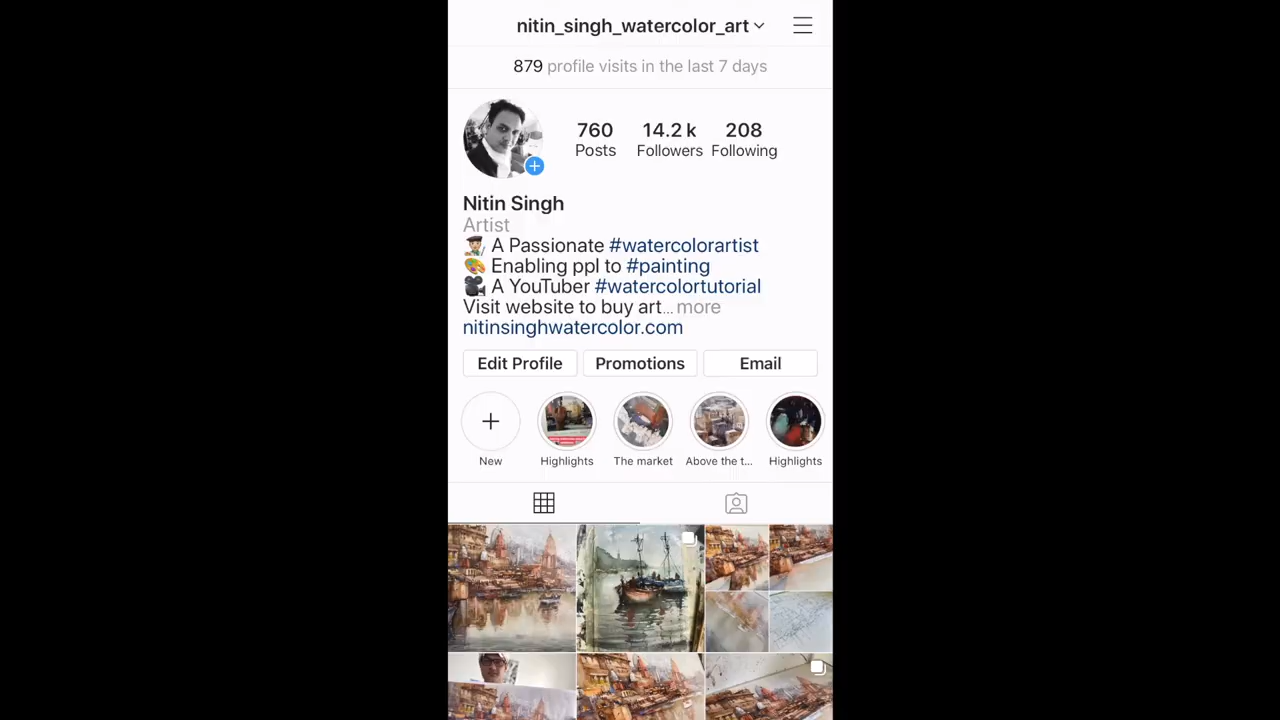 nitin_singh_watercolor_art
879 profile visits in the last 7 days
760 14.2 k 208
Posts Followers Following
Nitin Singh
Artist
A Passionate #watercolorartist
Enabling ppl to #painting
A YouTuber #watercolortutorial
Visit website to buy art... more
nitinsinghwatercolor.com
Edit Profile Promotions Email
New Highlights The market Above the t... Highlights